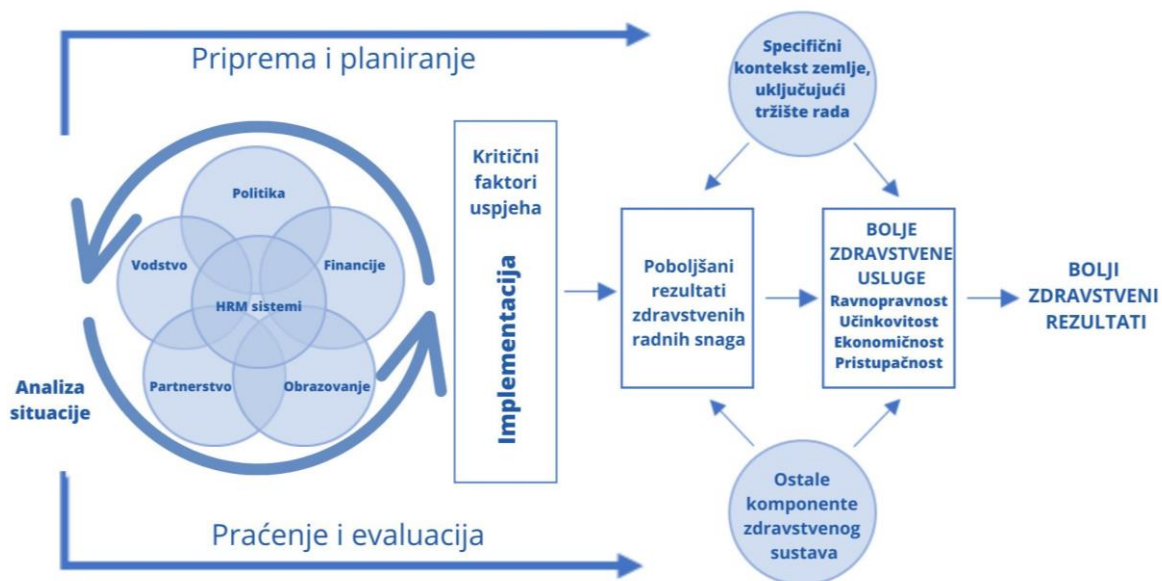 Priprema i planiranje
Specifični
kontekst zemlje,
uključujući
tržište rada
Politika
Vodstvo
Financije
HRM sistemi
Partnerstvo
Obrazovanje
Analiza
situacije
Kritični
faktori
uspjeha
Implementacija
Poboljšani
rezultati
zdravstvenih
radnih snaga
BOLJE
ZDRAVSTVENE
USLUGE
Ravnopravnost
Učinkovitost
Ekonomičnost
Pristupačnost
BOLJI
ZDRAVSTVENI
REZULTATI
Praćenje i evaluacija
Ostale
komponente
zdravstvenog
sustava